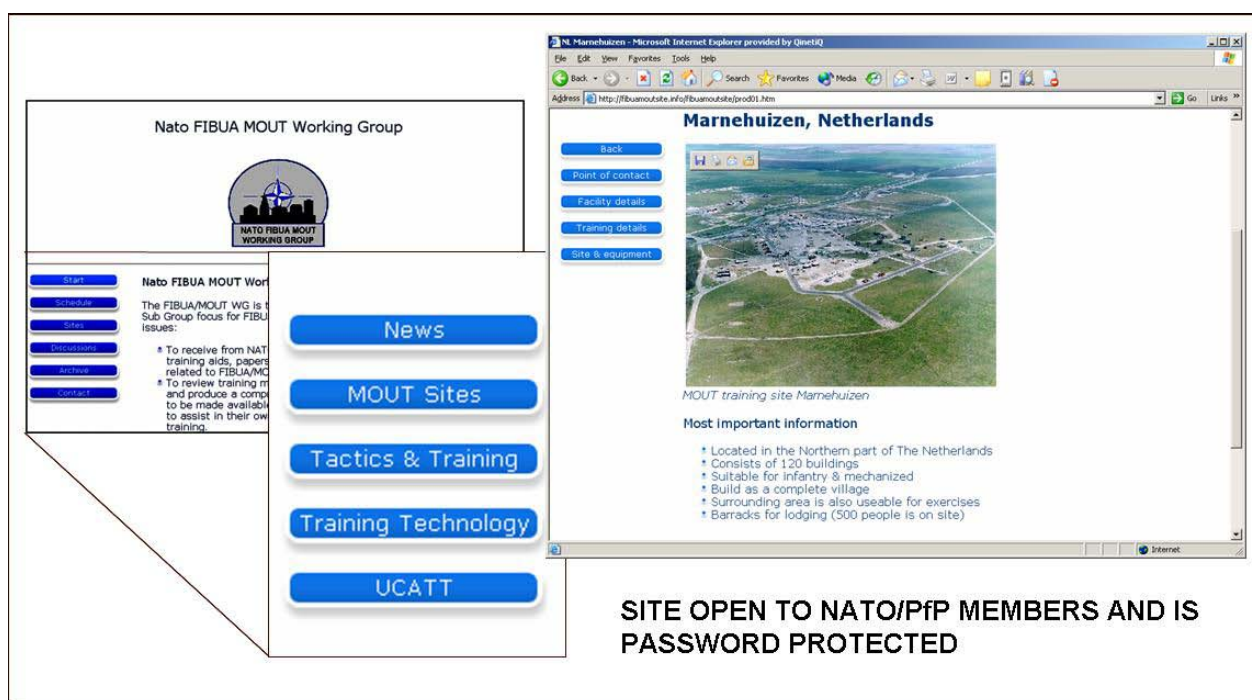 Nato FIBUA MOUT Working Group
NATO FIBUA MOUT
WORKING GROUP
Start
Schedule
Sites
Discussions
Archive
Contact
Nato FIBUA MOUT Wor
The FIBUA/MOUT WG is t
Sub Group focus for FIBU
issues:
To receive from NAT
training aids, papers
related to FIBUA/MO
To review training m
and produce a comp
to be made availabl
to assist in their ow
training.
News
MOUT Sites
Tactics & Training
Training Technology
UCATT
NL Marnehuizen - Microsoft Internet Explorer provided by QinetiQ
File Edit View Favorites Tools Help
Back Search Favorites Media
Address http://fibuamoutsite.info/fibuamoutsite/prod01.htm Go Links »
Marnehuizen, Netherlands
Back
Point of contact
Facility details
Training details
Site & equipment
MOUT training site Marnehuizen
Most important information
Located in the Northern part of The Netherlands
Consists of 120 buildings
Suitable for infantry & mechanized
Build as a complete village
Surrounding area is also useable for exercises
Barracks for lodging (500 people is on site)
Internet
SITE OPEN TO NATO/PfP MEMBERS AND IS
PASSWORD PROTECTED